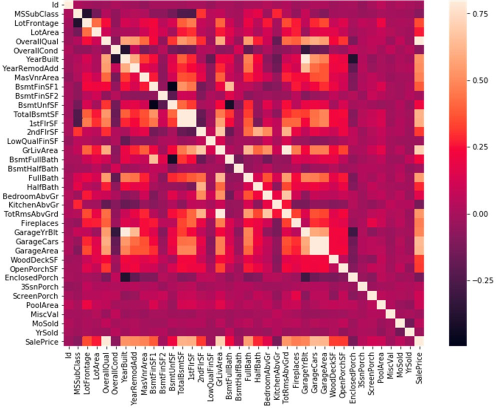 Id
MSSubClass
LotFrontage
LotArea
OverallQual
OverallCond
YearBuilt
YearRemodAdd
MasVnrArea
BsmtFinSF1
BsmtFinSF2
BsmtUnfSF
TotalBsmtSF
1stFlrSF
2ndFlrSF
LowQualFinSF
GrLivArea
BsmtFullBath
BsmtHalfBath
FullBath
HalfBath
BedroomAbvGr
KitchenAbvGr
TotRmsAbvGrd
Fireplaces
GarageYrBlt
GarageCars
GarageArea
WoodDeckSF
OpenPorchSF
EnclosedPorch
3SsnPorch
ScreenPorch
PoolArea
MiscVal
MoSold
YrSold
SalePrice
Id
MSSubClass
LotFrontage
LotArea
OverallQual
OverallCond
YearBuilt
YearRemodAdd
MasVnrArea
BsmtFinSF1
BsmtFinSF2
BsmtUnfSF
TotalBsmtSF
1stFlrSF
2ndFlrSF
LowQualFinSF
GrLivArea
BsmtFullBath
BsmtHalfBath
FullBath
HalfBath
BedroomAbvGr
KitchenAbvGr
TotRmsAbvGrd
Fireplaces
GarageYrBlt
GarageCars
GarageArea
WoodDeckSF
OpenPorchSF
EnclosedPorch
3SsnPorch
ScreenPorch
PoolArea
MiscVal
MoSold
YrSold
SalePrice
0.75
0.50
0.25
0.00
−0.25